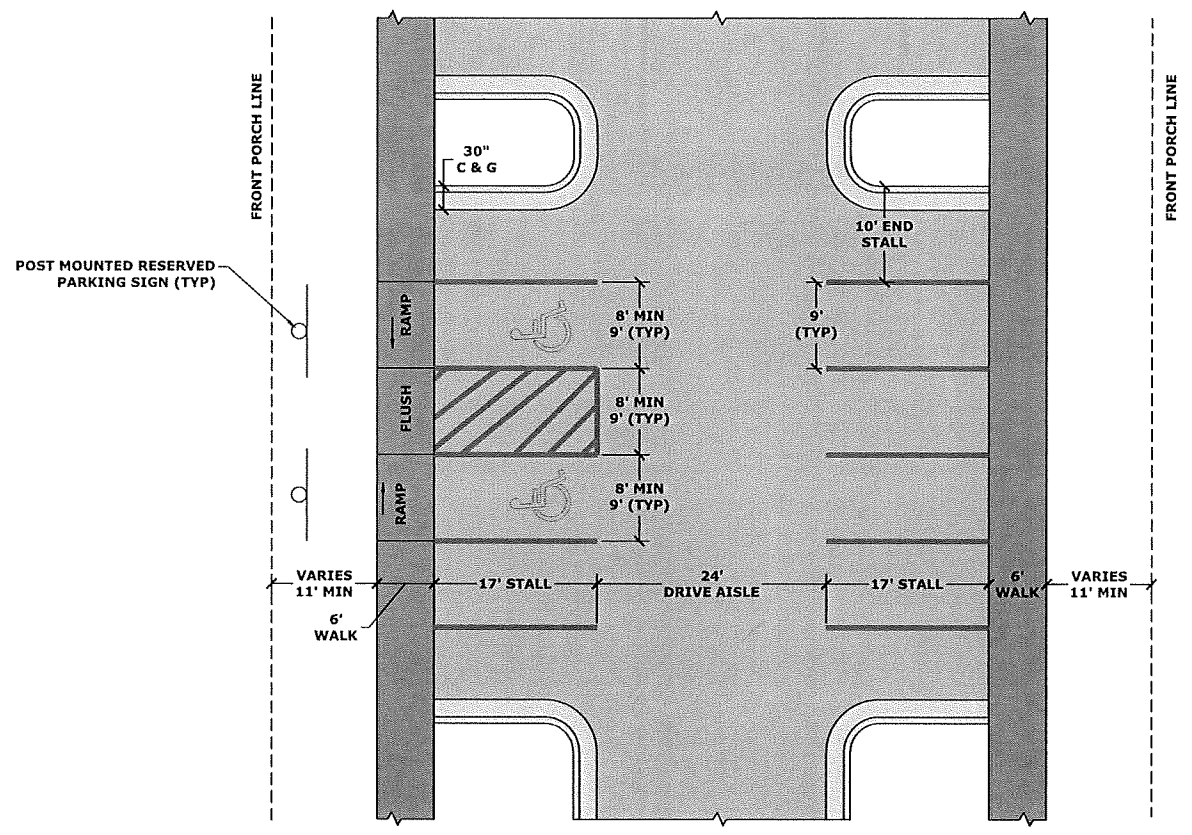 FRONT PORCH LINE
FRONT PORCH LINE
30"
C & G
10' END
STALL
POST MOUNTED RESERVED
PARKING SIGN (TYP)
RAMP
8' MIN
9' (TYP)
9'
(TYP)
FLUSH
8' MIN
9' (TYP)
RAMP
8' MIN
9' (TYP)
VARIES
11' MIN
6'
WALK
17' STALL
24'
DRIVE AISLE
17' STALL
6'
WALK
VARIES
11' MIN